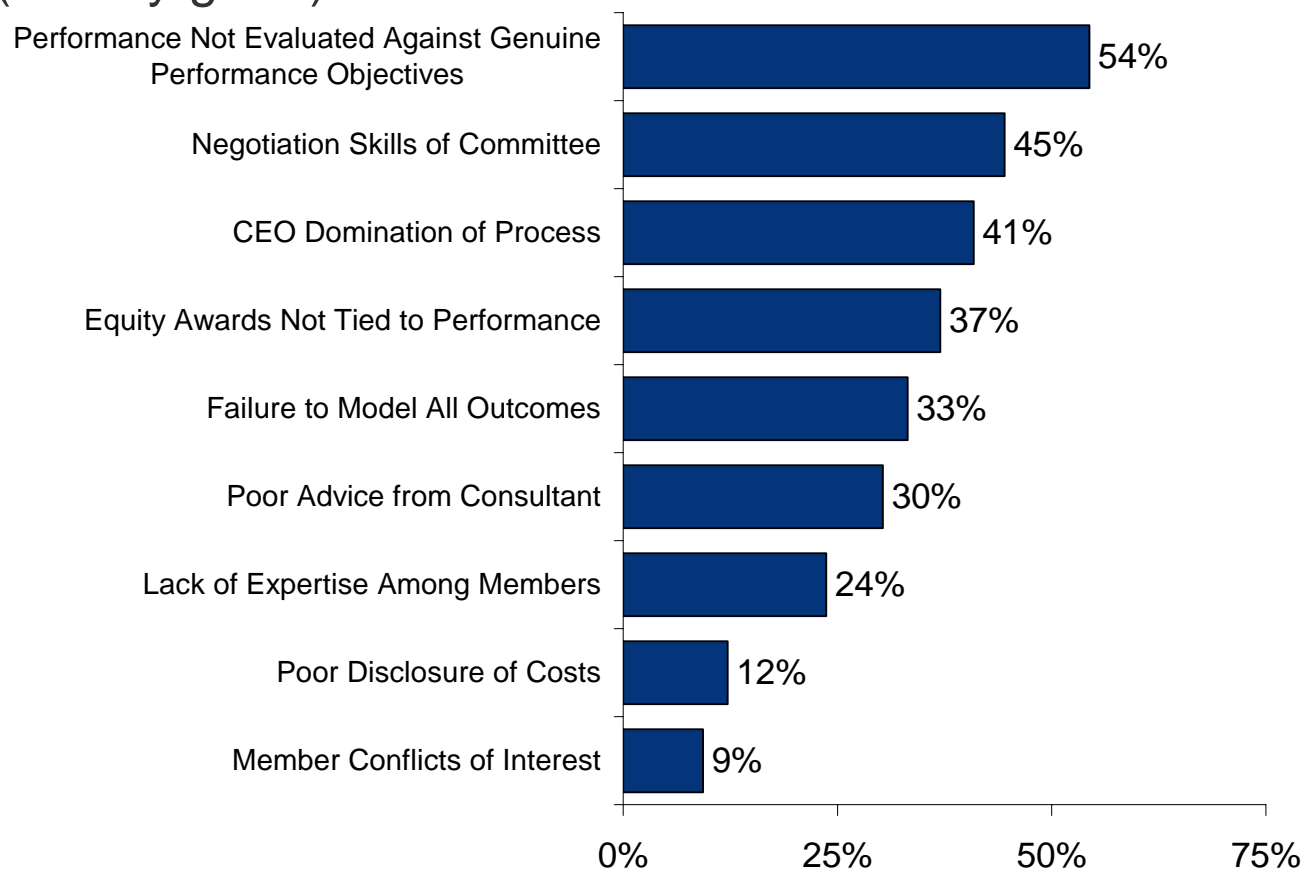 Performance Not Evaluated Against Genuine
Performance Objectives
54%
Negotiation Skills of Committee
45%
CEO Domination of Process
41%
Equity Awards Not Tied to Performance
37%
Failure to Model All Outcomes
33%
Poor Advice from Consultant
30%
Lack of Expertise Among Members
24%
Poor Disclosure of Costs
12%
Member Conflicts of Interest
9%
0% 25% 50% 75%